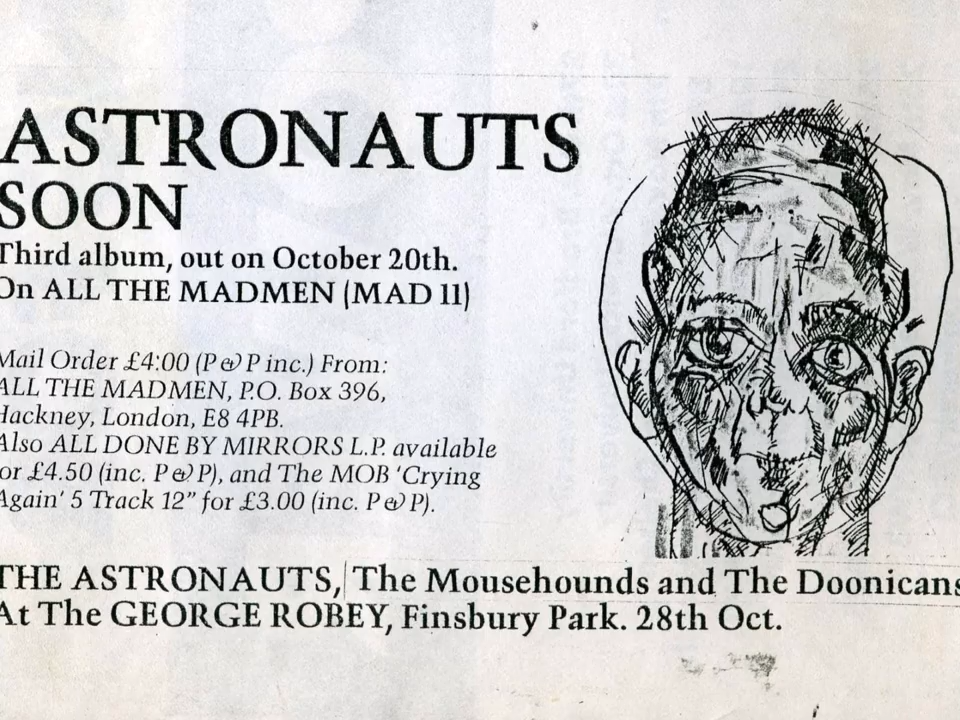 ASTRONAUTS
SOON
Third album, out on October 20th.
On ALL THE MADMEN (MAD 11)
Mail Order £4:00 (P & P inc.) From:
ALL THE MADMEN, P.O. Box 396,
Hackney, London, E8 4PB.
Also ALL DONE BY MIRRORS L.P. available
for £4.50 (inc. P & P), and The MOB 'Crying
Again' 5 Track 12" for £3.00 (inc. P & P).
THE ASTRONAUTS, The Mousehounds and The Doonicans
At The GEORGE ROBEY, Finsbury Park. 28th Oct.